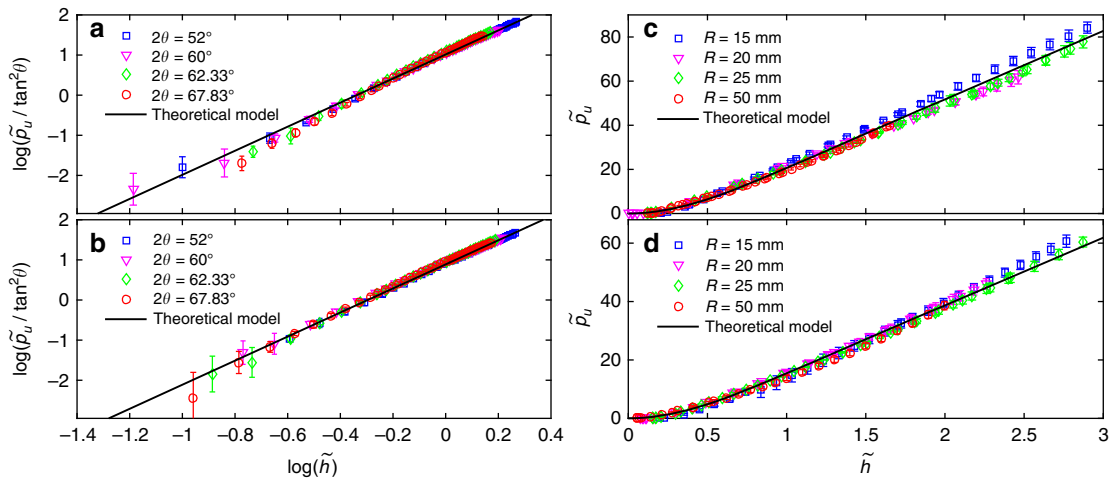 a
2θ = 52°
2θ = 60°
2θ = 62.33°
2θ = 67.83°
Theoretical model
log(p̃u / tan²θ)
2
1
0
−1
−2
b
2θ = 52°
2θ = 60°
2θ = 62.33°
2θ = 67.83°
Theoretical model
log(p̃u / tan²θ)
2
1
0
−1
−2
−1.4 −1.2 −1 −0.8 −0.6 −0.4 −0.2 0 0.2 0.4
log(h̃)
c
R = 15 mm
R = 20 mm
R = 25 mm
R = 50 mm
Theoretical model
p̃u
80
60
40
20
0
d
R = 15 mm
R = 20 mm
R = 25 mm
R = 50 mm
Theoretical model
p̃u
60
40
20
0
0 0.5 1 1.5 2 2.5 3
h̃